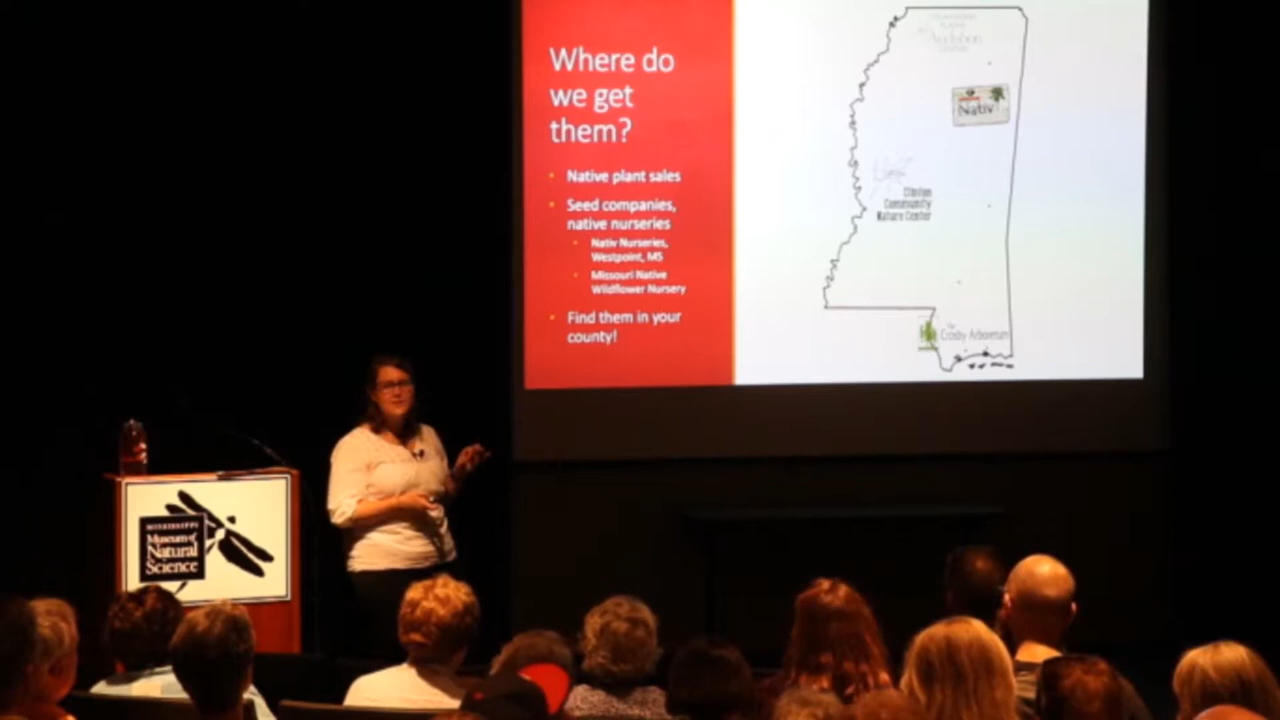 Where do
we get
them?
Native plant sales
Seed companies,
native nurseries
Nativ Nurseries,
Westpoint, MS
Missouri Native
Wildflower Nursery
Find them in your
county!
Audubon
Nativ
Clinton
Community
Nature Center
Crosby Arboretum
MISSISSIPPI
Museum of
Natural
Science